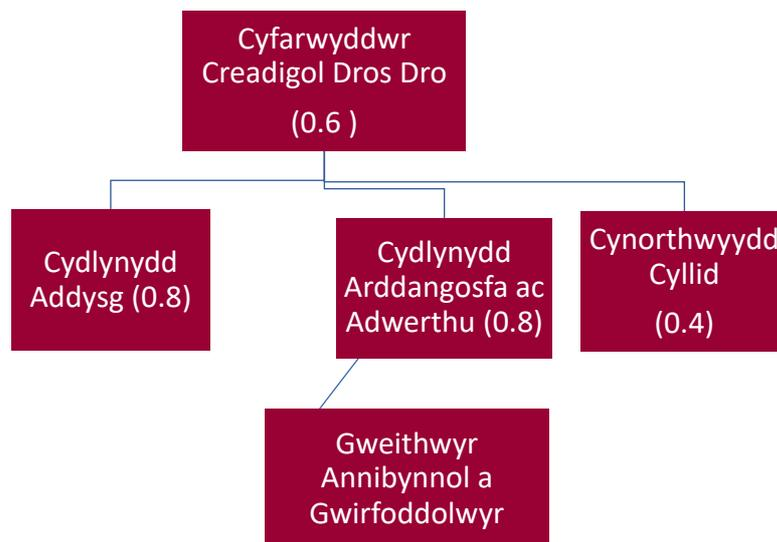 Cyfarwyddwr
Creadigol Dros Dro
(0.6 )
Cydlynydd
Addysg (0.8)
Cydlynydd
Arddangosfa ac
Adwerthu (0.8)
Cynorthwyydd
Cyllid
(0.4)
Gweithwyr
Annibynnol a
Gwirfoddolwyr